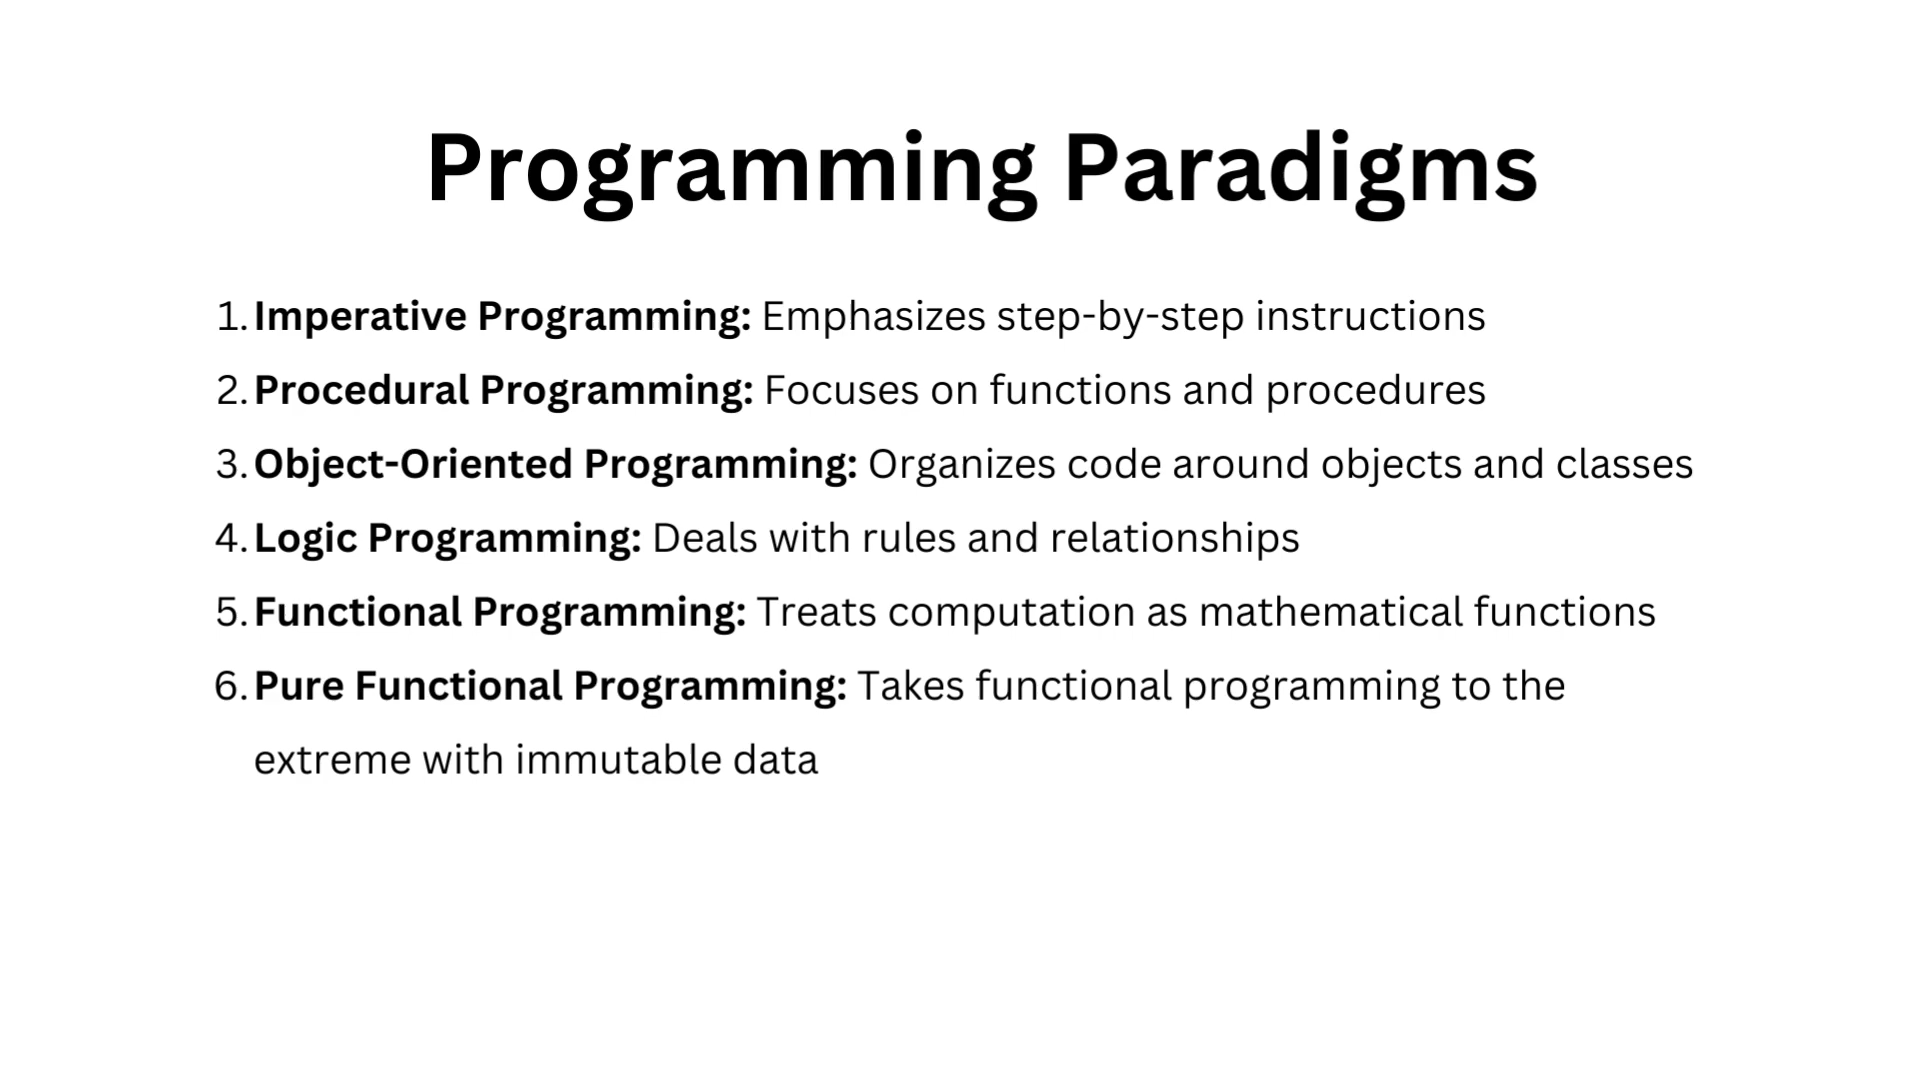 Programming Paradigms
1. Imperative Programming: Emphasizes step-by-step instructions
2. Procedural Programming: Focuses on functions and procedures
3. Object-Oriented Programming: Organizes code around objects and classes
4. Logic Programming: Deals with rules and relationships
5. Functional Programming: Treats computation as mathematical functions
6. Pure Functional Programming: Takes functional programming to the
extreme with immutable data